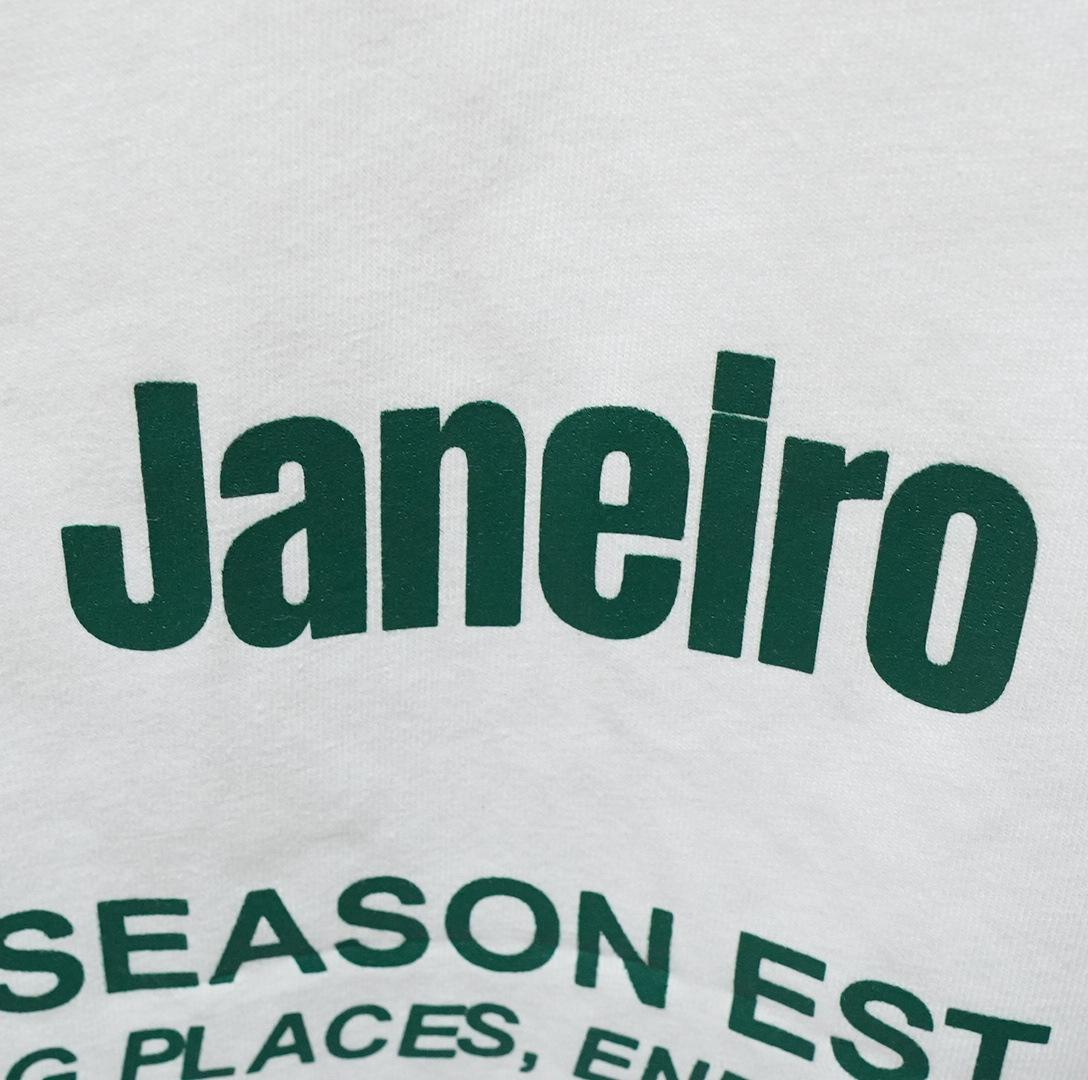 Janeiro
SEASON EST
PLACES,